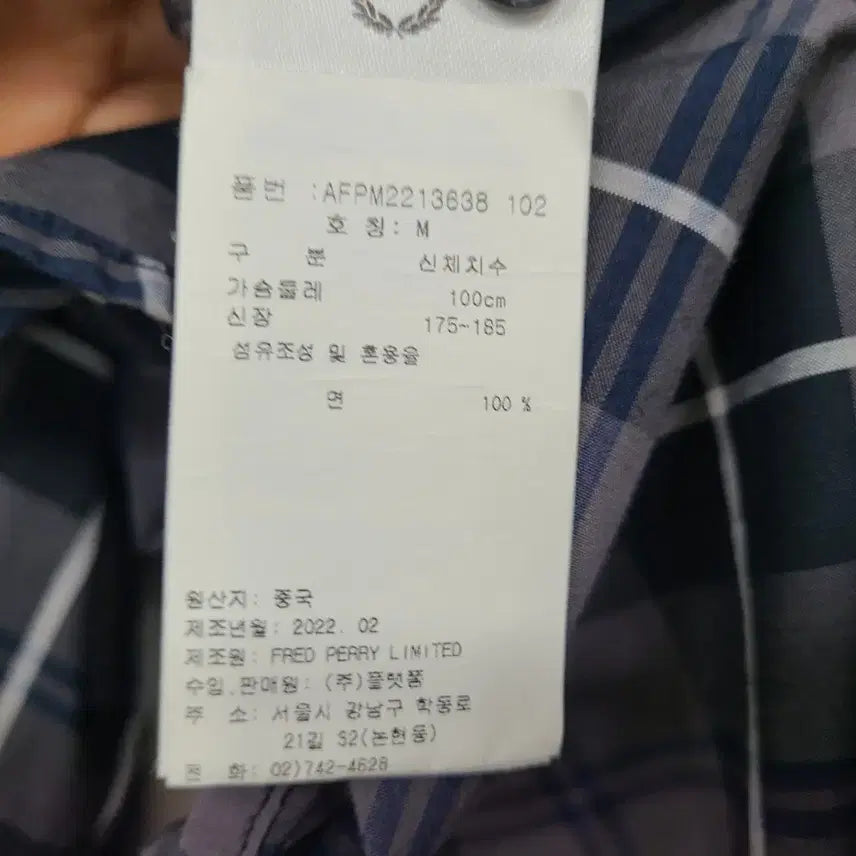 품번 :AFPM2213638 102
호 칭: M
구 분 신체치수
가슴둘레 100cm
신장 175~185
섬유조성 및 혼용율
면 100 %
원산지: 중국
제조년월: 2022. 02
제조원: FRED PERRY LIMITED
수입.판매원: (주)플랫폼
주 소: 서울시 강남구 학동로
21길 52(논현동)
전 화: 02)742-4628